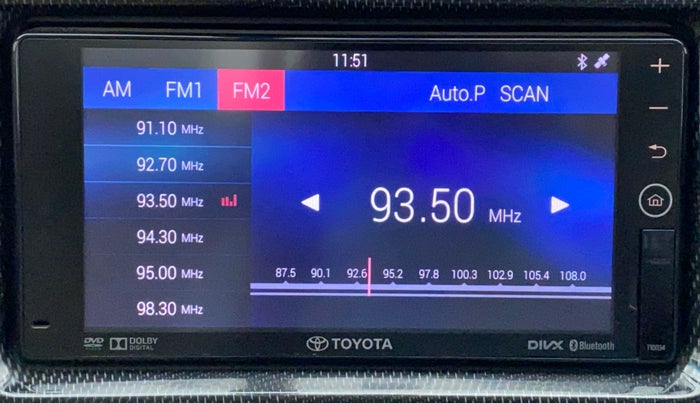 11:51
AM FM1 FM2 Auto.P SCAN
91.10 MHz
92.70 MHz
93.50 MHz
94.30 MHz
95.00 MHz
98.30 MHz
93.50 MHz
87.5 90.1 92.6 95.2 97.8 100.3 102.9 105.4 108.0
DVD DOLBY DIGITAL TOYOTA DIVX Bluetooth